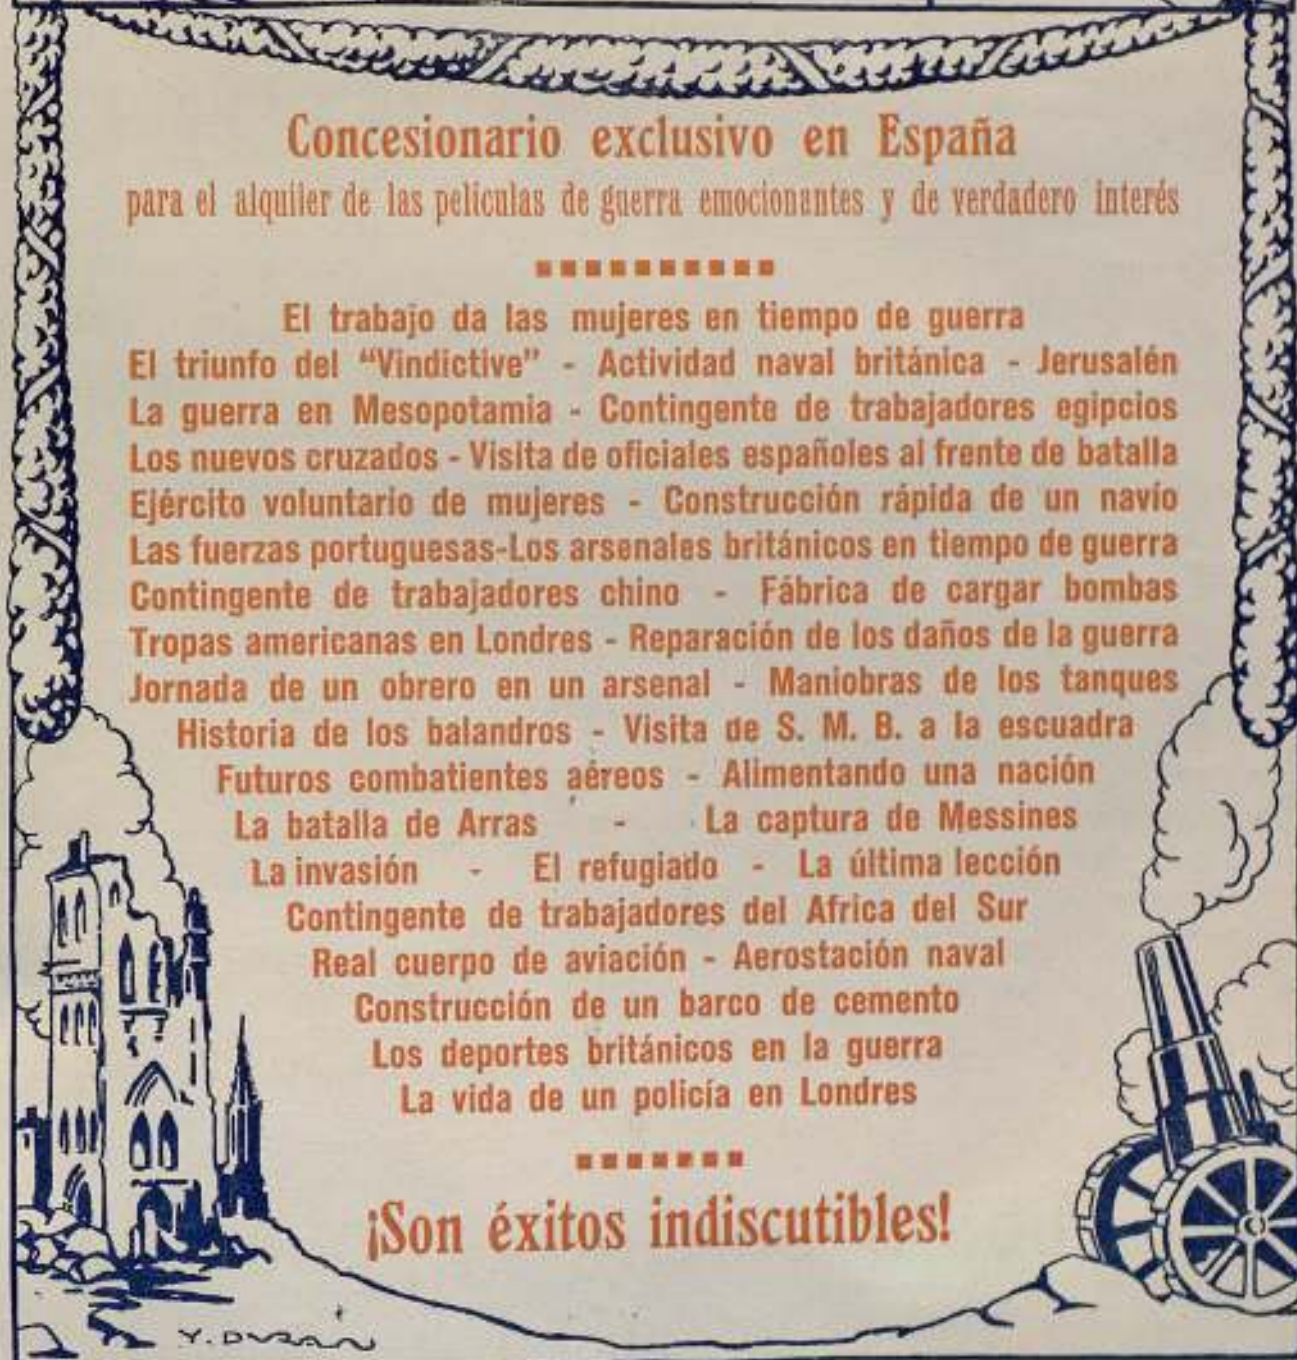 Concesionario exclusivo en España
para el alquiler de las peliculas de guerra emocionantes y de verdadero interés
El trabajo da las mujeres en tiempo de guerra
El triunfo del “Vindictive” - Actividad naval británica - Jerusalén
La guerra en Mesopotamia - Contingente de trabajadores egipcios
Los nuevos cruzados - Visita de oficiales españoles al frente de batalla
Ejército voluntario de mujeres - Construcción rápida de un navío
Las fuerzas portuguesas-Los arsenales británicos en tiempo de guerra
Contingente de trabajadores chino - Fábrica de cargar bombas
Tropas americanas en Londres - Reparación de los daños de la guerra
Jornada de un obrero en un arsenal - Maniobras de los tanques
Historia de los balandros - Visita de S. M. B. a la escuadra
Futuros combatientes aéreos - Alimentando una nación
La batalla de Arras - La captura de Messines
La invasión - El refugiado - La última lección
Contingente de trabajadores del Africa del Sur
Real cuerpo de aviación - Aerostación naval
Construcción de un barco de cemento
Los deportes británicos en la guerra
La vida de un policía en Londres
¡Son éxitos indiscutibles!
Y. DURÁN